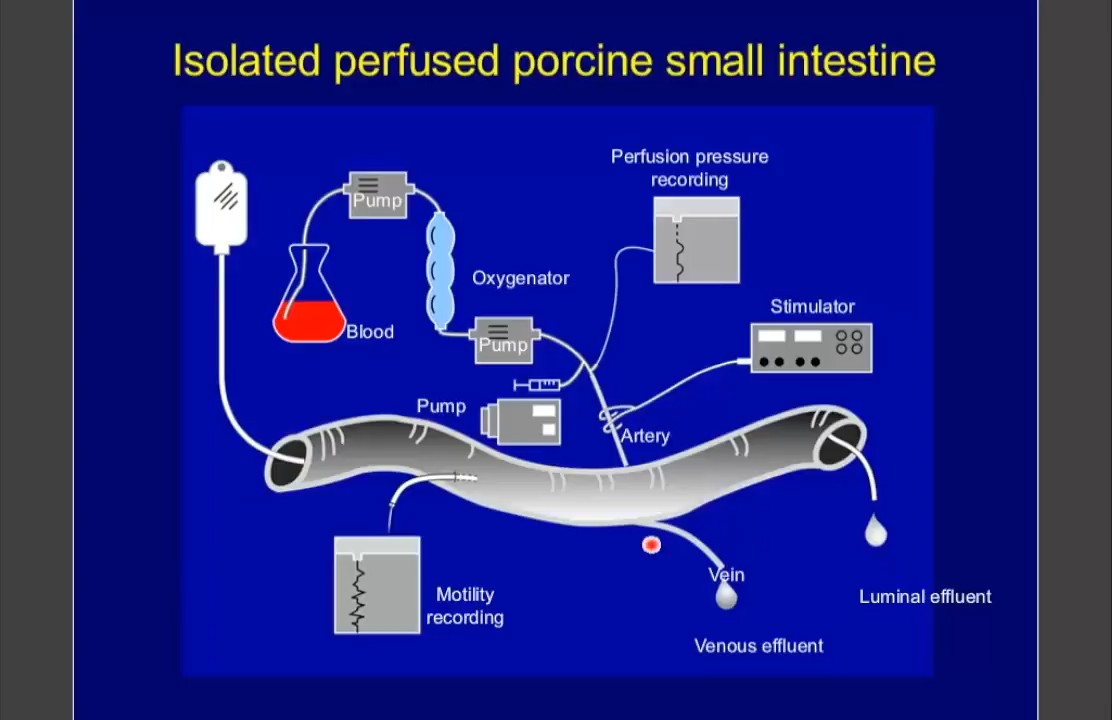 Isolated perfused porcine small intestine
Perfusion pressure
recording
Pump
Oxygenator
Stimulator
Blood
Pump
Pump
Artery
Vein
Motility
recording
Luminal effluent
Venous effluent